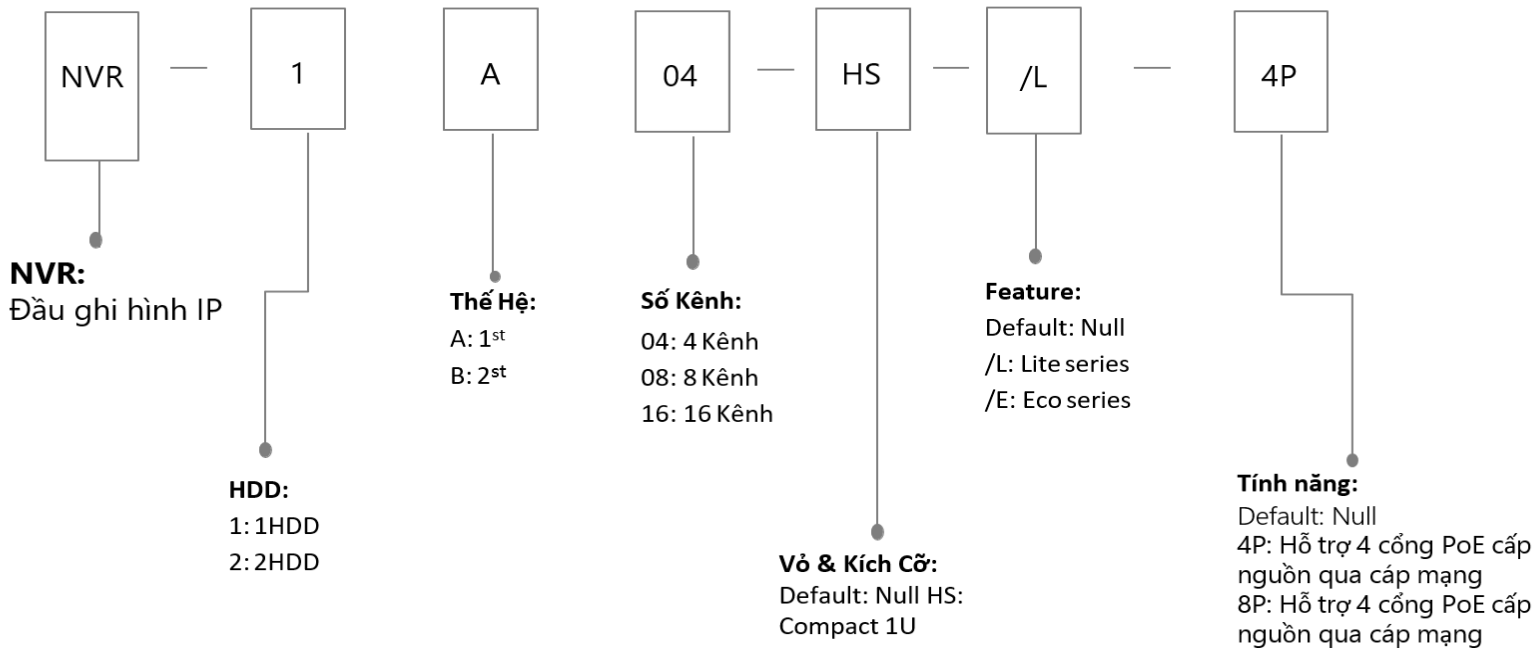 NVR — 1 A 04 — HS — /L — 4P
NVR:
Đầu ghi hình IP
HDD:
1: 1HDD
2: 2HDD
Thế Hệ:
A: 1st
B: 2st
Số Kênh:
04: 4 Kênh
08: 8 Kênh
16: 16 Kênh
Vỏ & Kích Cỡ:
Default: Null HS:
Compact 1U
Feature:
Default: Null
/L: Lite series
/E: Eco series
Tính năng:
Default: Null
4P: Hỗ trợ 4 cổng PoE cấp
nguồn qua cáp mạng
8P: Hỗ trợ 4 cổng PoE cấp
nguồn qua cáp mạng